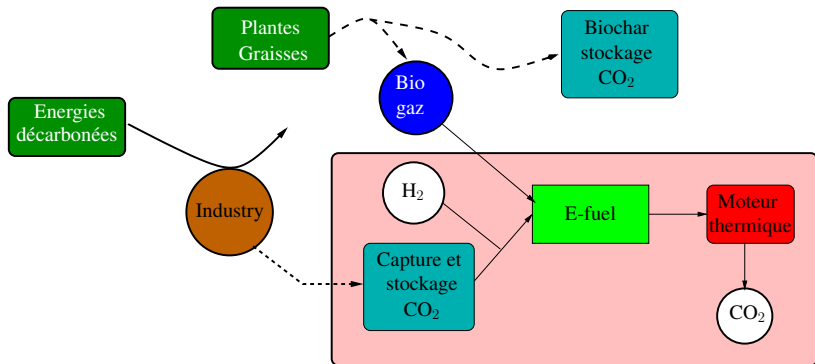 Plantes
Graisses
Biochar
stockage
CO₂
Bio
gaz
Energies
décarbonées
H₂
Industry
E-fuel
Moteur
thermique
Capture et
stockage
CO₂
CO₂